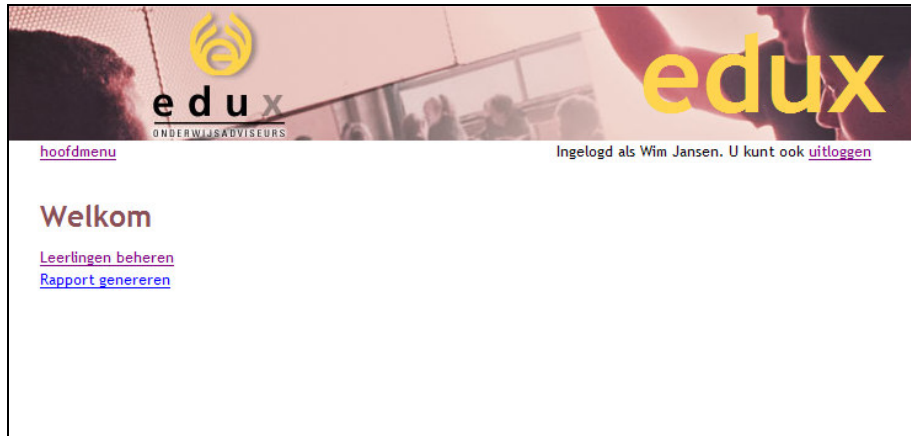 edux
ONDERWIJSADVISEURS
edux
hoofdmenu
Ingelogd als Wim Jansen. U kunt ook uitloggen
Welkom
Leerlingen beheren
Rapport genereren